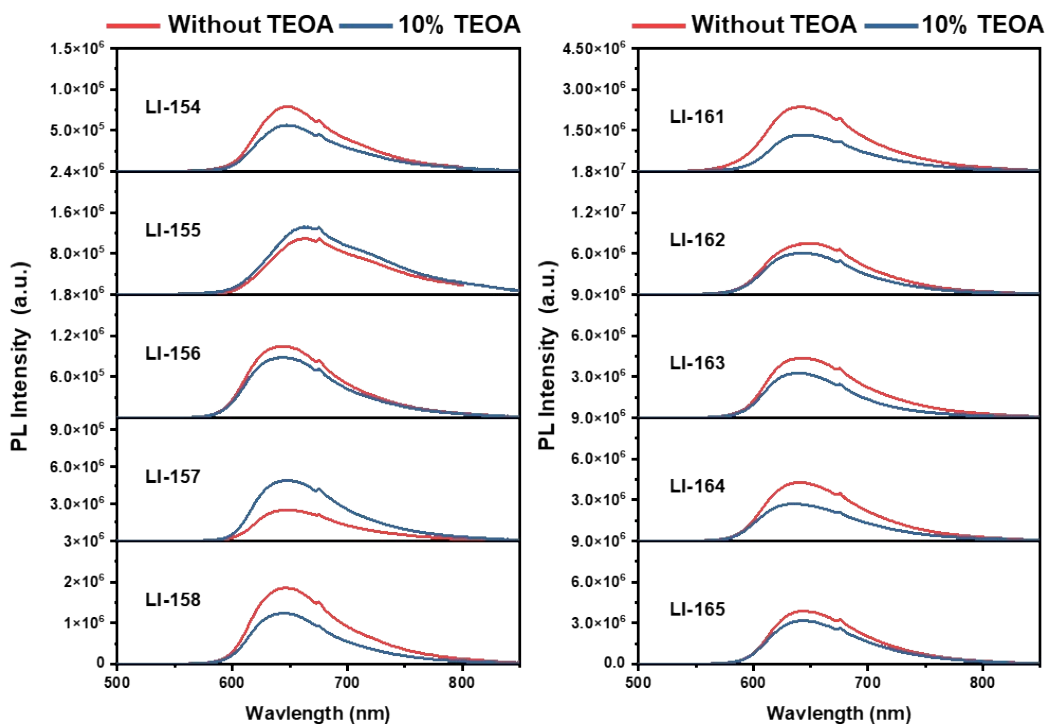 Without TEOA 10% TEOA
PL Intensity (a.u.)
1.5×10⁶
1.0×10⁶
5.0×10⁵
2.4×10⁶
1.6×10⁶
8.0×10⁵
1.8×10⁶
1.2×10⁶
6.0×10⁵
9.0×10⁶
6.0×10⁶
3.0×10⁶
3×10⁶
2×10⁶
1×10⁶
0
LI-154
LI-155
LI-156
LI-157
LI-158
500 600 700 800
Wavlength (nm)
Without TEOA 10% TEOA
PL Intensity (a.u.)
4.50×10⁶
3.00×10⁶
1.50×10⁶
1.8×10⁷
1.2×10⁷
6.0×10⁶
9.0×10⁶
6.0×10⁶
3.0×10⁶
9.0×10⁶
6.0×10⁶
3.0×10⁶
9.0×10⁶
6.0×10⁶
3.0×10⁶
0.0
LI-161
LI-162
LI-163
LI-164
LI-165
500 600 700 800
Wavlength (nm)